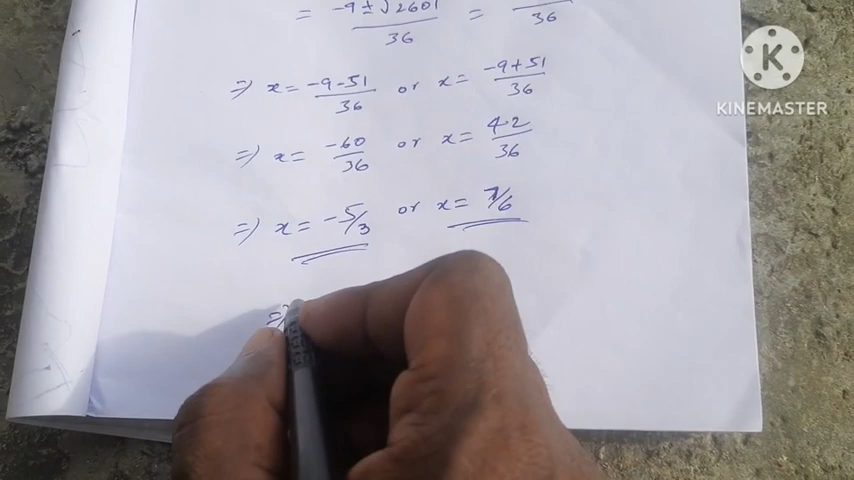 = -9±√2601/36 = /36
⇒ x = -9-51/36 or x = -9+51/36
⇒ x = -60/36 or x = 42/36
⇒ x = -5/3 or x = 7/6
⇒
K
KINEMASTER